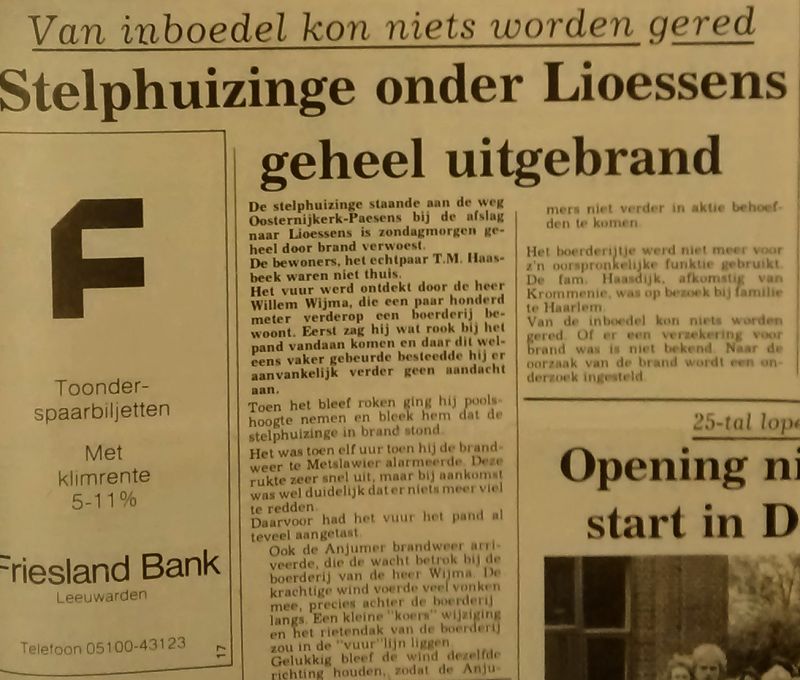 Van inboedel kon niets worden gered
Stelphuizinge onder Lioessens
geheel uitgebrand
F
Toonder-
spaarbiljetten
Met
klimrente
5-11%
Friesland Bank
Leeuwarden
Telefoon 05100-43123
17
De stelphuizinge staande aan de weg
Oosternijkerk-Paesens bij de afslag
naar Lioessens is zondagmorgen ge-
heel door brand verwoest.
De bewoners, het echtpaar T.M. Haas-
beek waren niet thuis.
Het vuur werd ontdekt door de heer
Willem Wijma, die een paar honderd
meter verderop een boerderij be-
woont. Eerst zag hij wat rook bij het
pand vandaan komen en daar dit wel-
eens vaker gebeurde besteedde hij er
aanvankelijk verder geen aandacht
aan.
Toen het bleef roken ging hij pools-
hoogte nemen en bleek hem dat de
stelphuizinge in brand stond.
Het was toen elf uur toen hij de brand-
weer te Metslawier alarmeerde. Deze
rukte zeer snel uit, maar bij aankomst
was wel duidelijk dat er niets meer viel
te redden.
Daarvoor had het vuur het pand al
teveel aangetast.
Ook de Anjumer brandweer arri-
veerde, die de wacht betrok bij de
boerderij van de heer Wijma. De
krachtige wind voerde veel vonken
mee, precies achter de boerderij
langs. Een kleine "koers" wijziging
en het rietendak van de boerderij
zou in de "vuur"lijn liggen.
Gelukkig bleef de wind dezelfde
richting houden, zodat de Anju-
mers niet verder in aktie behoef-
den te komen.
Het boerderijtje werd niet meer voor
z'n oorspronkelijke funktie gebruikt.
De fam. Haasdijk, afkomstig van
Krommenie, was op bezoek bij familie
te Haarlem.
Van de inboedel kon niets worden
gered. Of er een verzekering voor
brand was is niet bekend. Naar de
oorzaak van de brand wordt een on-
derzoek ingesteld.
25-tal lope
Opening ni
start in D